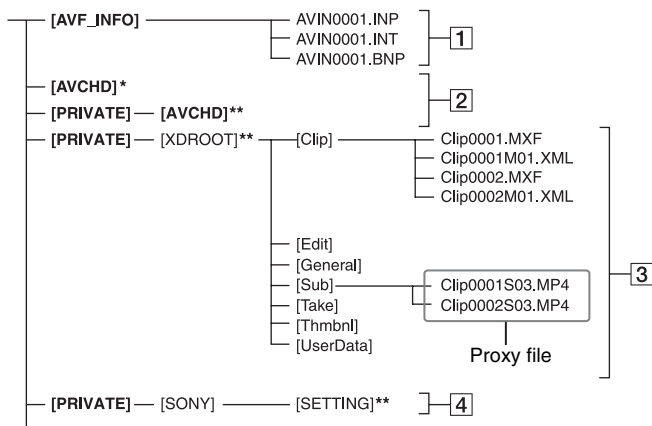 [AVF_INFO] AVIN0001.INP
AVIN0001.INT
AVIN0001.BNP
1
[AVCHD]*
[PRIVATE] [AVCHD]**
2
[PRIVATE] [XDROOT]** [Clip] Clip0001.MXF
Clip0001M01.XML
Clip0002.MXF
Clip0002M01.XML
[Edit]
[General]
[Sub] Clip0001S03.MP4
[Take] Clip0002S03.MP4
[Thmbnl]
[UserData]
Proxy file
3
[PRIVATE] [SONY] [SETTING]** 4